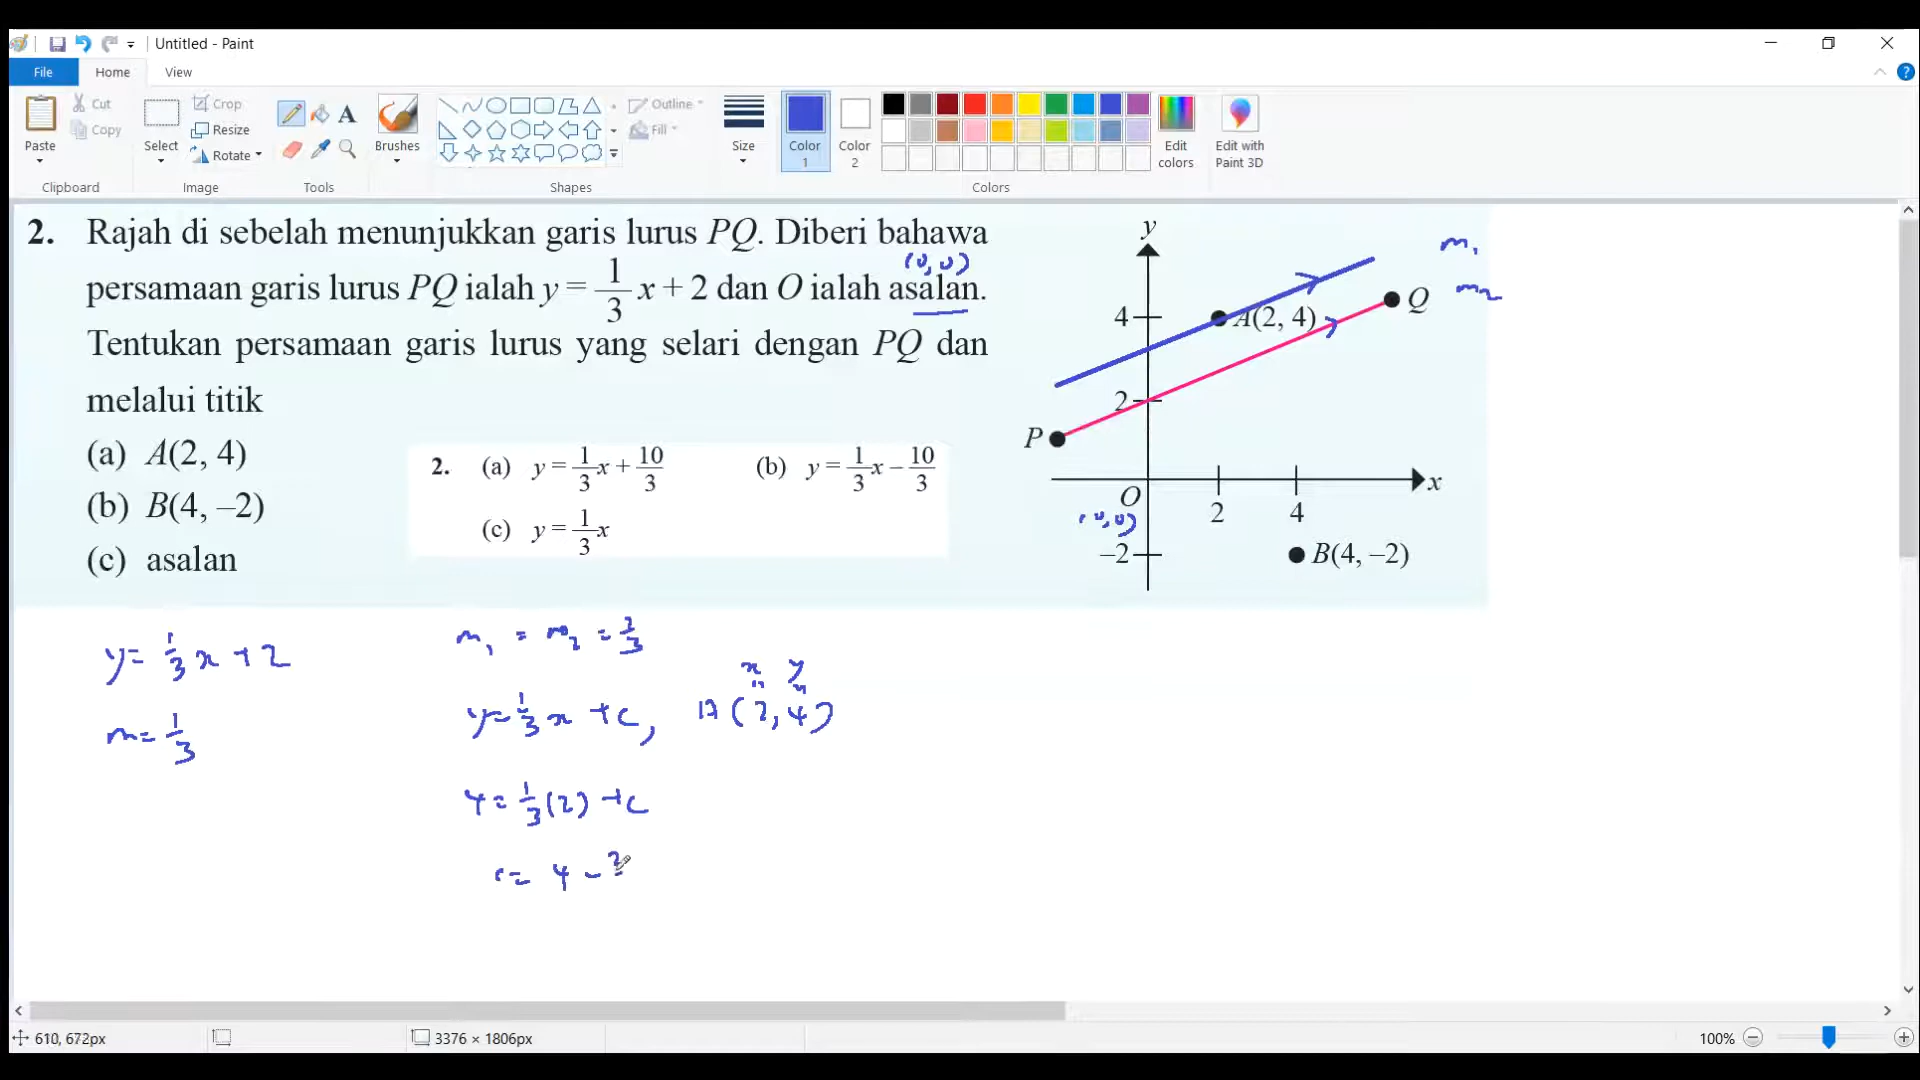 Untitled - Paint
File Home View
Paste
Cut
Copy
Clipboard
Select
Crop
Resize
Rotate
Image
Tools
Brushes
Shapes
Outline
Fill
Size
Color 1
Color 2
Colors
Edit colors
Edit with Paint 3D
2. Rajah di sebelah menunjukkan garis lurus PQ. Diberi bahawa
(0,0)
persamaan garis lurus PQ ialah y = 1/3 x + 2 dan O ialah asalan.
Tentukan persamaan garis lurus yang selari dengan PQ dan
melalui titik
(a) A(2, 4)
(b) B(4, –2)
(c) asalan
2. (a) y = 1/3 x + 10/3 (b) y = 1/3 x – 10/3
(c) y = 1/3 x
y
m₁
m₂
Q
4
A(2, 4)
2
P
x
O
2
4
(0,0)
–2
B(4, –2)
y = 1/3 x + 2
m = 1/3
m₁ = m₂ = 1/3
x y
y = 1/3 x + c, A (2, 4)
4 = 1/3 (2) + c
c = 4 – 2
610, 672px
3376 × 1806px
100%